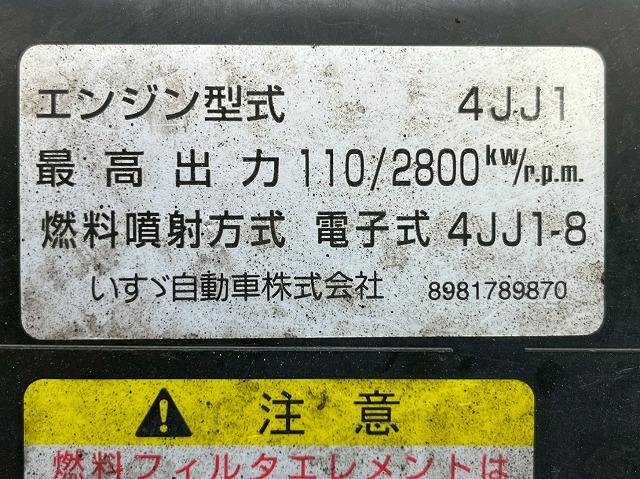 エンジン型式 4JJ1
最高出力 110/2800 kw/r.p.m.
燃料噴射方式 電子式 4JJ1-8
いすゞ自動車株式会社 8981789870
⚠ 注意
燃料フィルタエレメントは